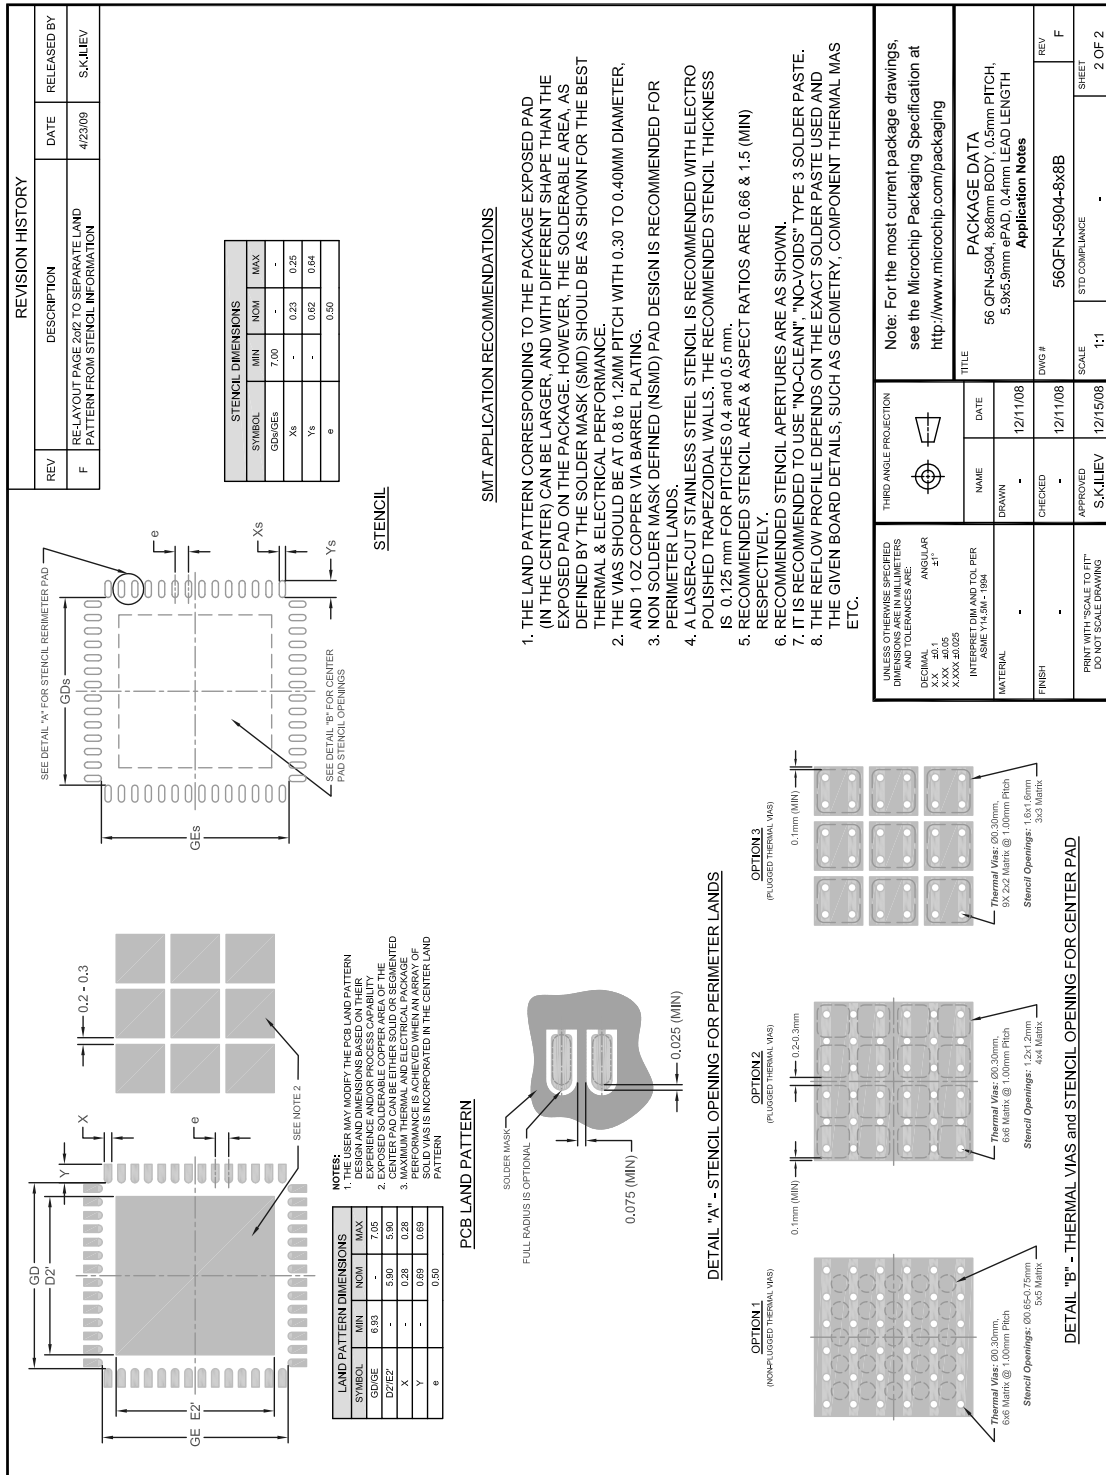 REVISION HISTORY
REV DESCRIPTION DATE RELEASED BY
F RE-LAYOUT PAGE 2of2 TO SEPARATE LAND PATTERN FROM STENCIL INFORMATION 4/23/09 S.K.ILIEV
GD
D2'
GE
E2'
X
Y
e
0.2 - 0.3
SEE NOTE 2
LAND PATTERN DIMENSIONS
SYMBOL MIN NOM MAX
GD/GE 6.93 - 7.05
D2'/E2' - 5.90 5.90
X - 0.28 0.28
Y - 0.69 0.69
e 0.50
NOTES:
1. THE USER MAY MODIFY THE PCB LAND PATTERN
DESIGN AND DIMENSIONS BASED ON THEIR
EXPERIENCE AND/OR PROCESS CAPABILITY
2. EXPOSED SOLDERABLE COPPER AREA OF THE
CENTER PAD CAN BE EITHER SOLID OR SEGMENTED
3. MAXIMUM THERMAL AND ELECTRICAL PACKAGE
PERFORMANCE IS ACHIEVED WHEN AN ARRAY OF
SOLID VIAS IS INCORPORATED IN THE CENTER LAND
PATTERN
PCB LAND PATTERN
SEE DETAIL "A" FOR STENCIL RERIMETER PAD
GDs
GEs
e
Xs
Ys
SEE DETAIL "B" FOR CENTER
PAD STENCIL OPENINGS
STENCIL
STENCIL DIMENSIONS
SYMBOL MIN NOM MAX
GDs/GEs 7.00 - -
Xs - 0.23 0.25
Ys - 0.62 0.64
e 0.50
SOLDER MASK
FULL RADIUS IS OPTIONAL
0.075 (MIN)
0.025 (MIN)
DETAIL "A" - STENCIL OPENING FOR PERIMETER LANDS
SMT APPLICATION RECOMMENDATIONS
1. THE LAND PATTERN CORRESPONDING TO THE PACKAGE EXPOSED PAD
(IN THE CENTER) CAN BE LARGER, AND WITH DIFFERENT SHAPE THAN THE
EXPOSED PAD ON THE PACKAGE. HOWEVER, THE SOLDERABLE AREA, AS
DEFINED BY THE SOLDER MASK (SMD) SHOULD BE AS SHOWN FOR THE BEST
THERMAL & ELECTRICAL PERFORMANCE.
2. THE VIAS SHOULD BE AT 0.8 to 1.2MM PITCH WITH 0.30 TO 0.40MM DIAMETER,
AND 1 OZ COPPER VIA BARREL PLATING.
3. NON SOLDER MASK DEFINED (NSMD) PAD DESIGN IS RECOMMENDED FOR
PERIMETER LANDS.
4. A LASER-CUT STAINLESS STEEL STENCIL IS RECOMMENDED WITH ELECTRO
POLISHED TRAPEZOIDAL WALLS. THE RECOMMENDED STENCIL THICKNESS
IS 0.125 mm FOR PITCHES 0.4 and 0.5 mm.
5. RECOMMENDED STENCIL AREA & ASPECT RATIOS ARE 0.66 & 1.5 (MIN)
RESPECTIVELY.
6. RECOMMENDED STENCIL APERTURES ARE AS SHOWN.
7. IT IS RECOMMENDED TO USE "NO-CLEAN", "NO-VOIDS" TYPE 3 SOLDER PASTE.
8. THE REFLOW PROFILE DEPENDS ON THE EXACT SOLDER PASTE USED AND
THE GIVEN BOARD DETAILS, SUCH AS GEOMETRY, COMPONENT THERMAL MAS
ETC.
OPTION 1
(NON-PLUGGED THERMAL VIAS)
Thermal Vias: Ø0.30mm,
6x6 Matrix @ 1.00mm Pitch
Stencil Openings: Ø0.65-0.75mm
5x5 Matrix
OPTION 2
(PLUGGED THERMAL VIAS)
0.1mm (MIN)
0.2-0.3mm
Thermal Vias: Ø0.30mm,
6x6 Matrix @ 1.00mm Pitch
Stencil Openings: 1.2x1.2mm
4x4 Matrix
OPTION 3
(PLUGGED THERMAL VIAS)
0.1mm (MIN)
Thermal Vias: Ø0.30mm,
9X 2x2 Matrix @ 1.00mm Pitch
Stencil Openings: 1.6x1.6mm
3x3 Matrix
DETAIL "B" - THERMAL VIAS and STENCIL OPENING FOR CENTER PAD
UNLESS OTHERWISE SPECIFIED
DIMENSIONS ARE IN MILLIMETERS
AND TOLERANCES ARE:
DECIMAL ANGULAR
X.X ±0.1 ±1°
X.XX ±0.05
X.XXX ±0.025
INTERPRET DIM AND TOL PER
ASME Y14.5M - 1994
MATERIAL
-
FINISH
-
PRINT WITH "SCALE TO FIT"
DO NOT SCALE DRAWING
THIRD ANGLE PROJECTION
NAME DATE
DRAWN
- 12/11/08
CHECKED
- 12/11/08
APPROVED
S.K.ILIEV 12/15/08
Note: For the most current package drawings,
see the Microchip Packaging Specification at
http://www.microchip.com/packaging
TITLE
PACKAGE DATA
56 QFN-5904, 8x8mm BODY, 0.5mm PITCH,
5.9x5.9mm ePAD, 0.4mm LEAD LENGTH
Application Notes
DWG #
56QFN-5904-8x8B
REV
F
SCALE
1:1
STD COMPLIANCE
-
SHEET
2 OF 2